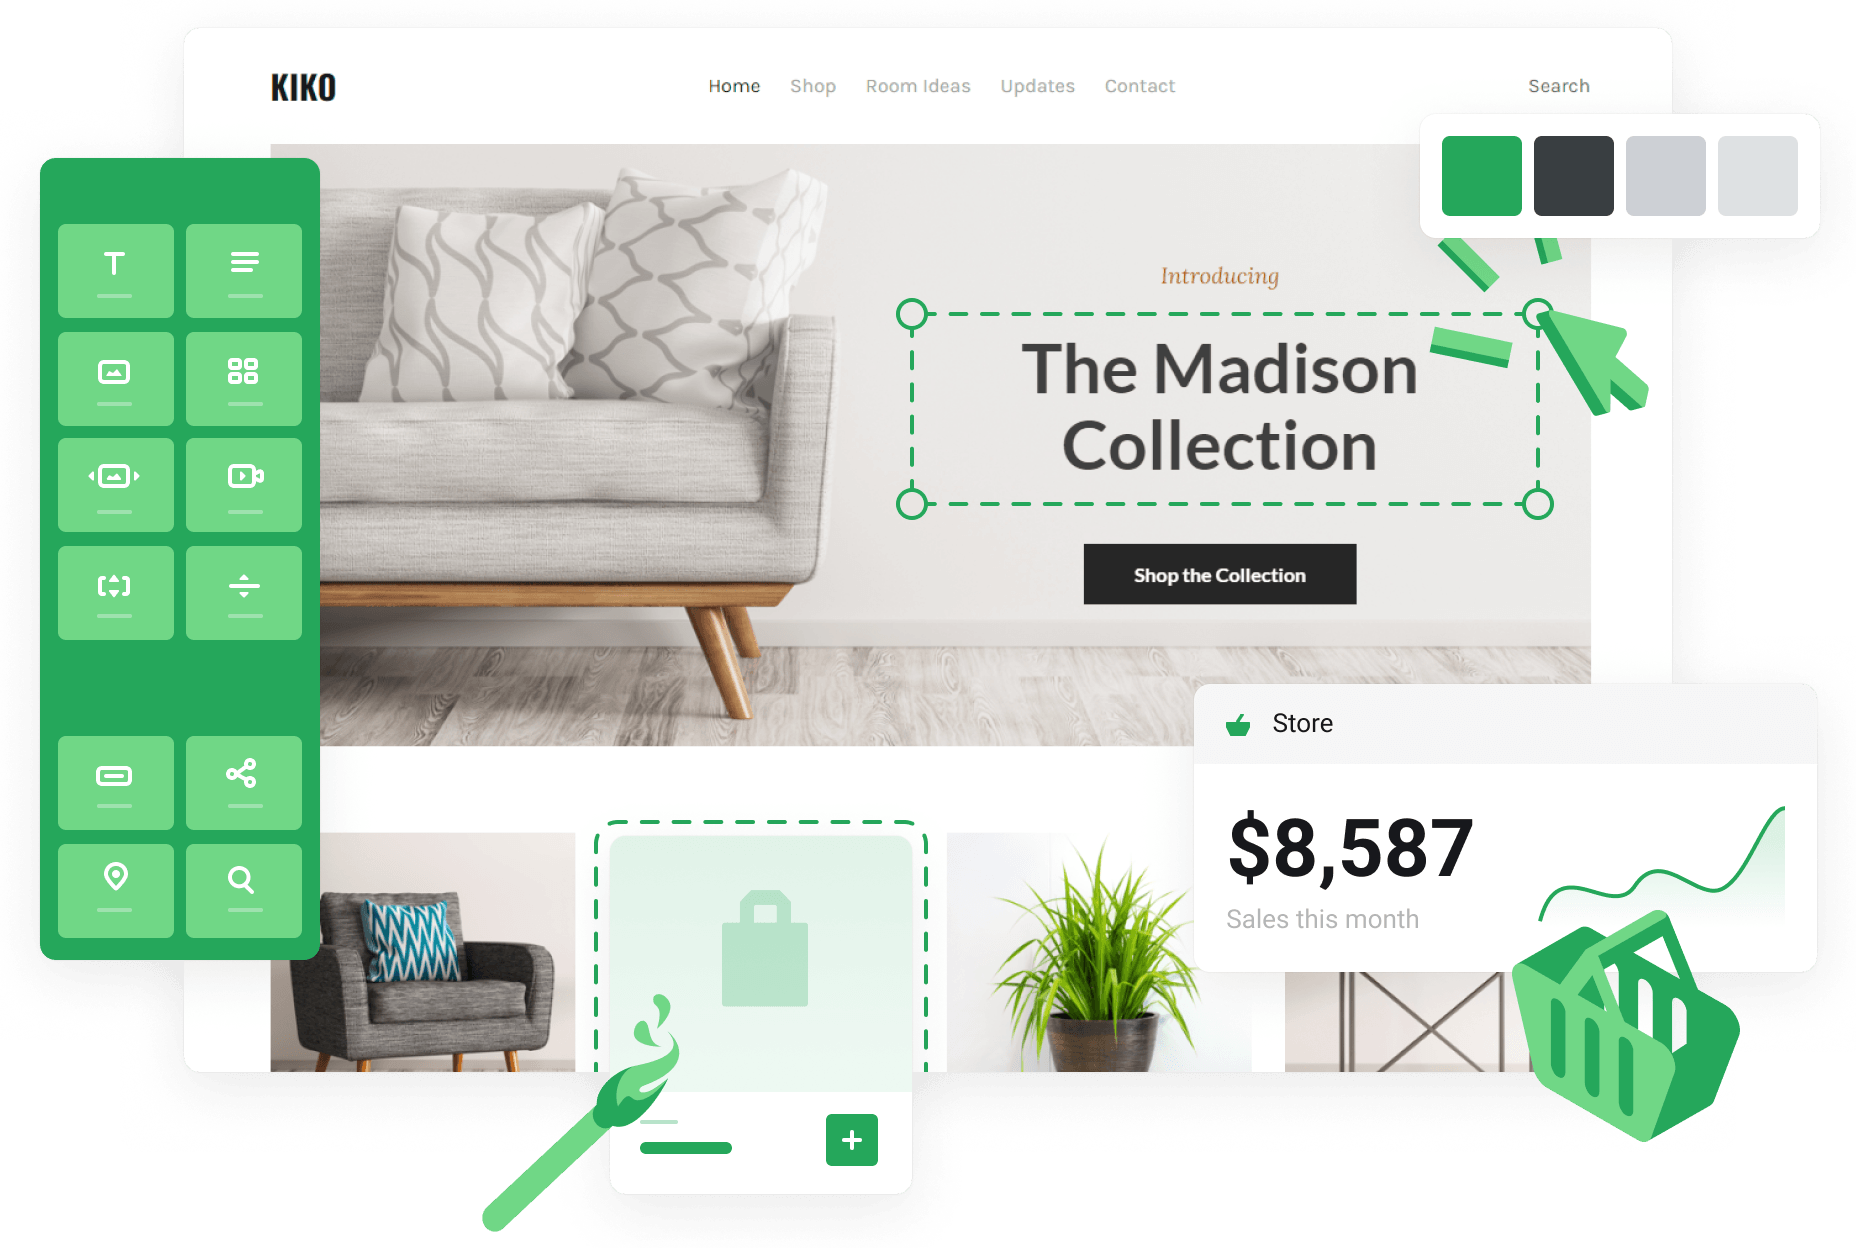 KIKO
Home Shop Room Ideas Updates Contact
Search
Introducing
The Madison
Collection
Shop the Collection
Store
$8,587
Sales this month